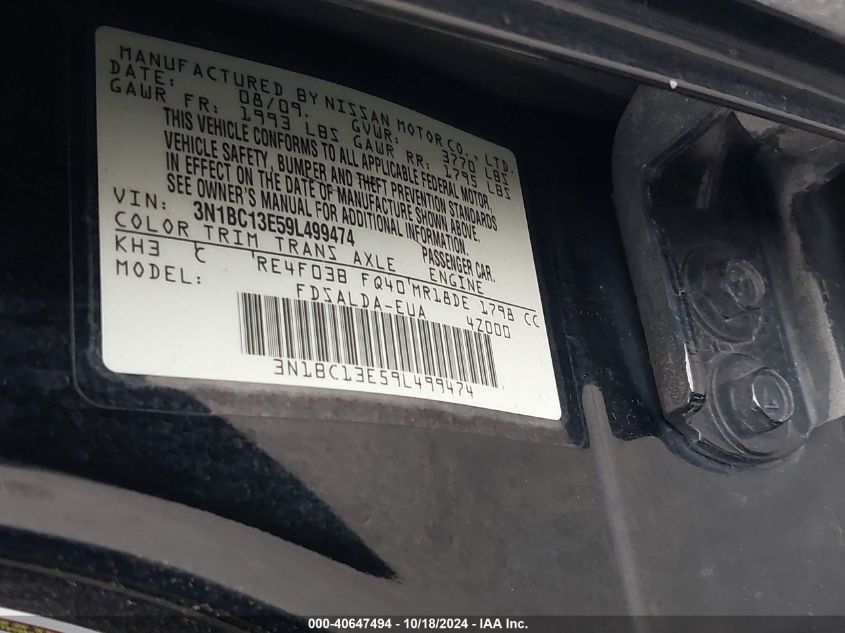 MANUFACTURED BY NISSAN MOTOR CO., LTD.
DATE: 08/09. GVWR: 3770 LBS
GAWR FR: 1993 LBS GAWR RR: 1795 LBS
THIS VEHICLE CONFORMS TO ALL APPLICABLE FEDERAL MOTOR
VEHICLE SAFETY, BUMPER AND THEFT PREVENTION STANDARDS
IN EFFECT ON THE DATE OF MANUFACTURE SHOWN ABOVE.
SEE OWNER'S MANUAL FOR ADDITIONAL INFORMATION.
VIN: 3N1BC13E59L499474 PASSENGER CAR.
COLOR TRIM TRANS AXLE ENGINE
KH3 C RE4F03B FQ40 MR18DE 1798 CC
MODEL: FDSALDA-EUA 4Z000
3N1BC13E59L499474
000-40647494 - 10/18/2024 - IAA Inc.